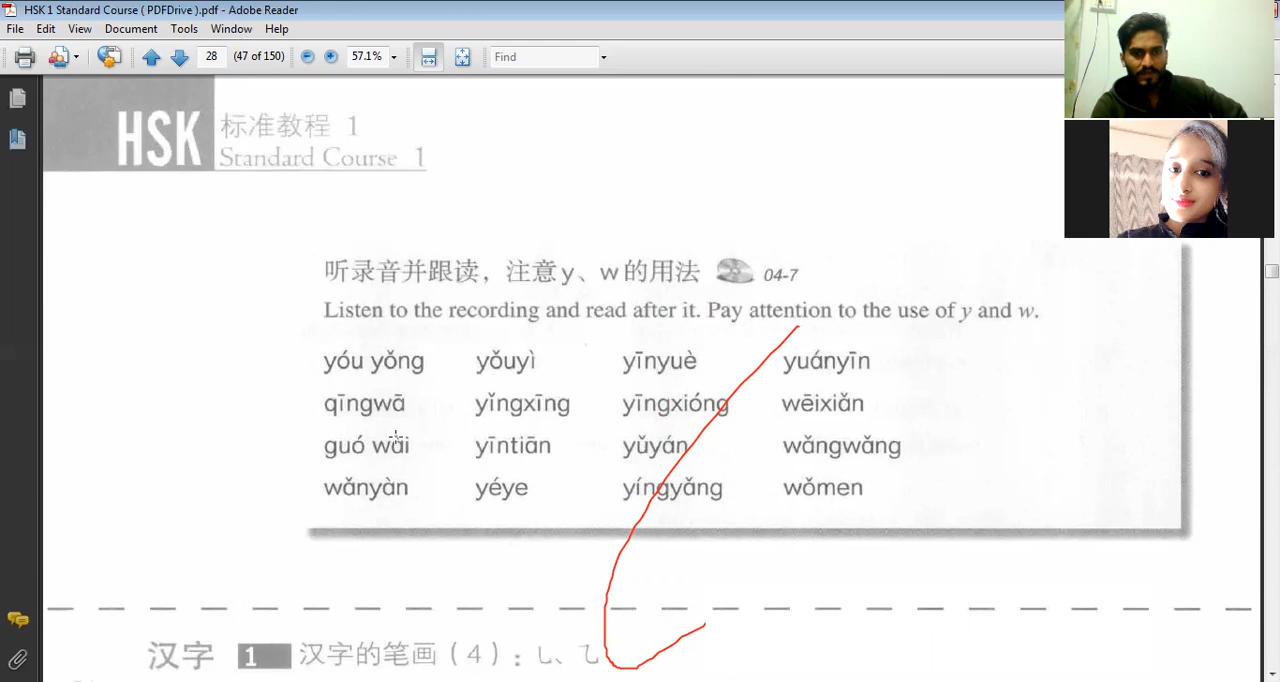 HSK 1 Standard Course ( PDFDrive ).pdf - Adobe Reader
File Edit View Document Tools Window Help
28 (47 of 150) 57.1% Find
HSK 标准教程 1
Standard Course 1
听录音并跟读，注意y、w的用法 04-7
Listen to the recording and read after it. Pay attention to the use of y and w.
yóu yǒng yǒuyì yīnyuè yuányīn
qīngwā yǐngxīng yīngxióng wēixiǎn
guó wài yīntiān yǔyán wǎngwǎng
wǎnyàn yéye yíngyǎng wǒmen
汉字 1 汉字的笔画（4）：乚、⺄